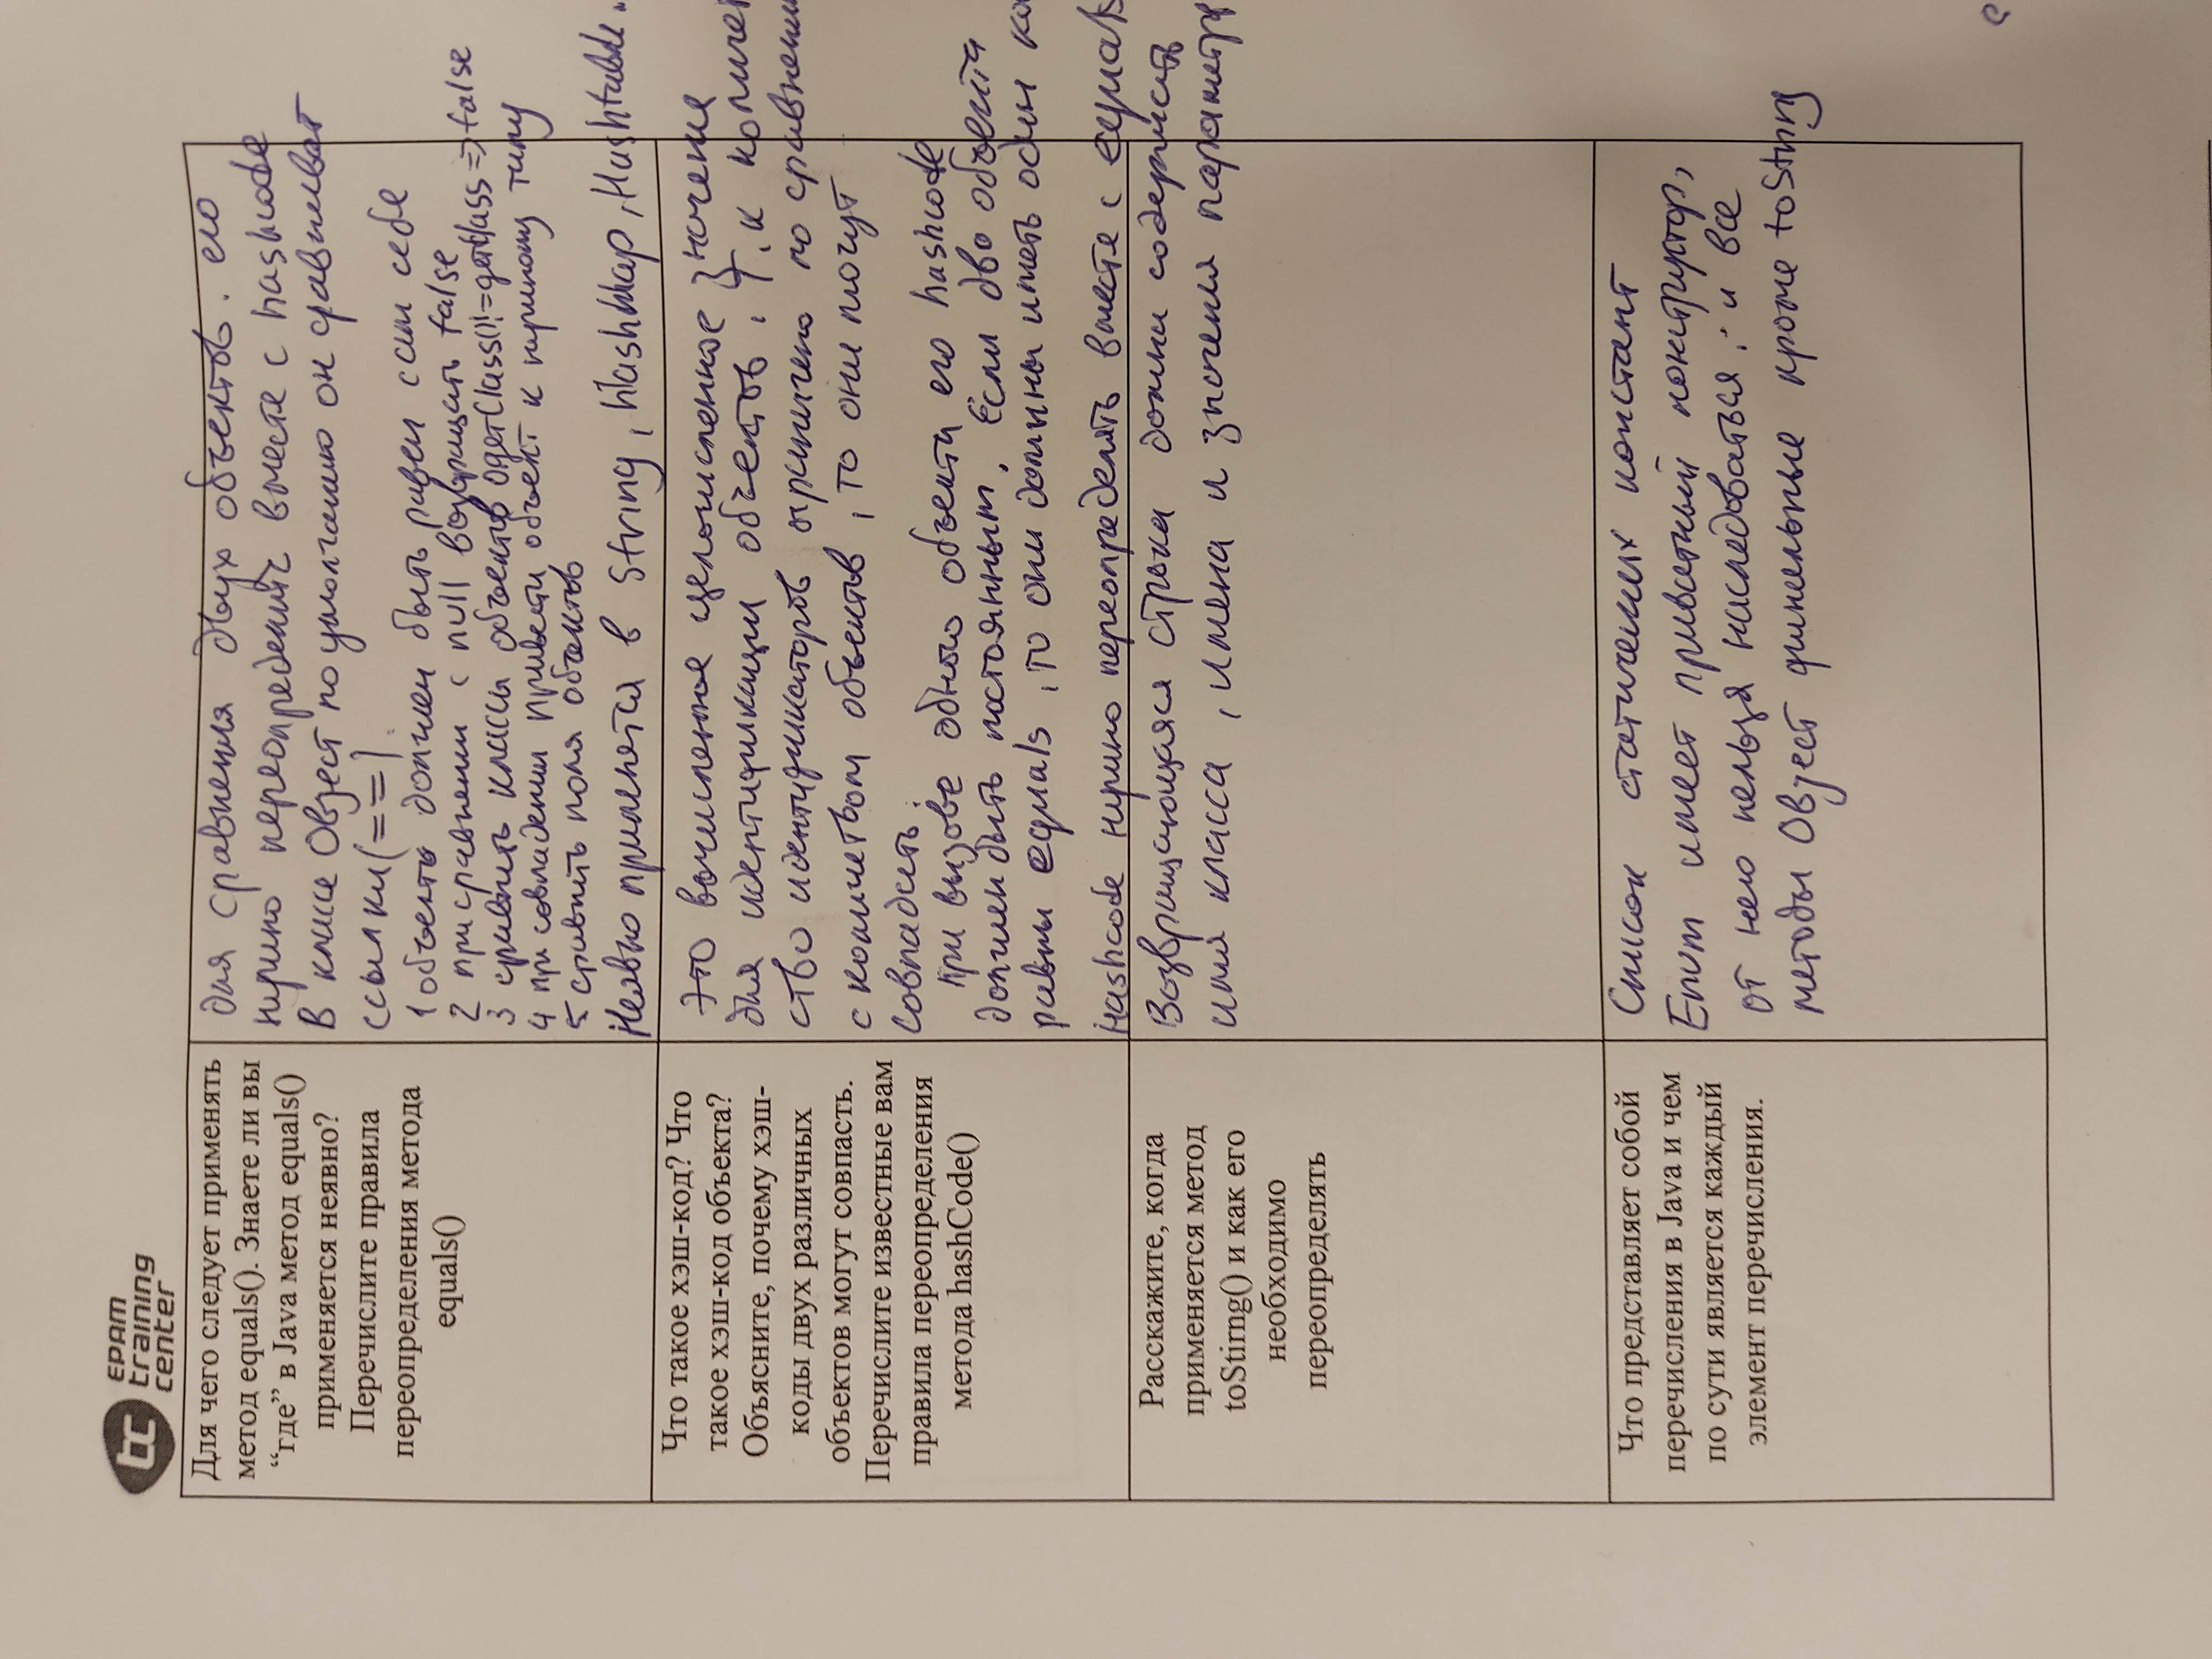 EPAM
training
center
Для чего следует применять
метод equals(). Знаете ли вы
“где” в Java метод equals()
применяется неявно?
Перечислите правила
переопределения метода
equals()
для сравнения двух объектов. его
нужно переопределить вместе с hashcode
В классе Object по умолчанию он сравнивает
ссылки(==).
1 объекты должен быть равен сам себе
2 при сравнении с null возвращать false
3 сравнить классы объектов o.getClass()!=getClass => false
4 при совпадении привести объект к нужному типу
5 сравнить поля объектов
Неявно применяется в String, HashMap, Hashtable..
Что такое хэш-код? Что
такое хэш-код объекта?
Объясните, почему хэш-
коды двух различных
объектов могут совпасть.
Перечислите известные вам
правила переопределения
метода hashCode()
Это вычисленное целочисленное значение
для идентификации объектов. Т.к количест
ство идентификаторов ограничено по сравнению
с количеством объектов, то они могут
совпадать.
при вызове одного объекта его hashcode
должен быть постоянным. Если два объекта
равны equals, то они должны иметь один ко
Hashcode нужно переопределять вместе с equals
Расскажите, когда
применяется метод
toStirng() и как его
необходимо
переопределять
Возвращающаяся строка должна содержать
имя класса, имена и значения параметров
Что представляет собой
перечисления в Java и чем
по сути является каждый
элемент перечисления.
Список статических констант
Enum имеет приватный конструктор,
от него нельзя наследоваться, и все
методы Object финальные кроме toString